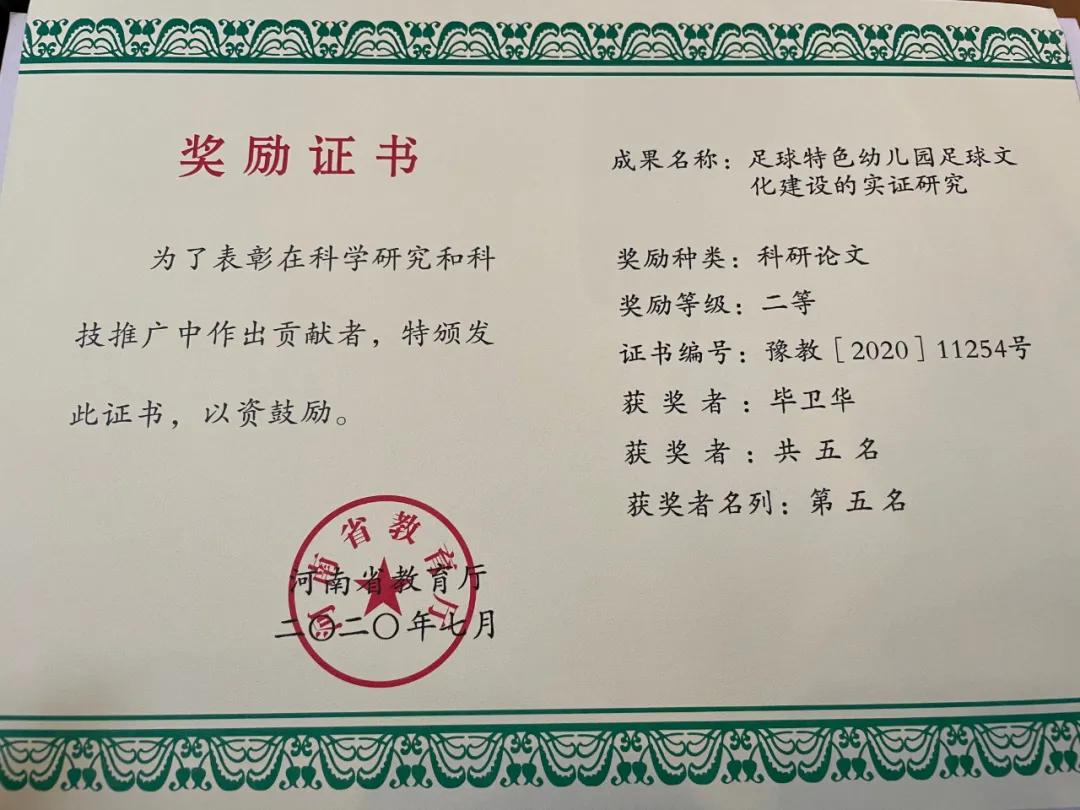 奖励证书
为了表彰在科学研究和科
技推广中作出贡献者，特颁发
此证书，以资鼓励。
河南省教育厅
河南省教育厅
二〇二〇年七月
成果名称：足球特色幼儿园足球文
化建设的实证研究
奖励种类：科研论文
奖励等级：二等
证书编号：豫教［2020］11254号
获奖者：毕卫华
获奖者：共五名
获奖者名列：第五名